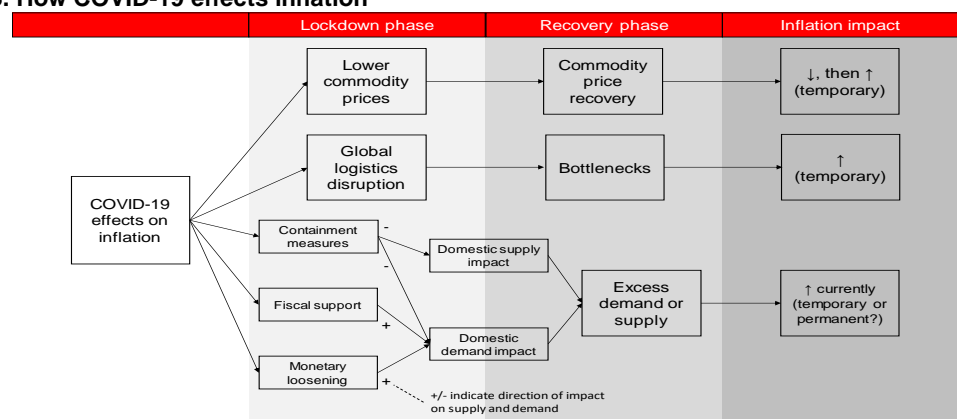 . How COVID-19 effects inflation
Lockdown phase
Recovery phase
Inflation impact
Lower
commodity
prices
Commodity
price
recovery
↓, then ↑
(temporary)
Global
logistics
disruption
Bottlenecks
↑
(temporary)
COVID-19
effects on
inflation
Containment
measures
-
-
Domestic supply
impact
Fiscal support
+
Excess
demand or
supply
↑ currently
(temporary or
permanent?)
Domestic
demand impact
Monetary
loosening
+
+/- indicate direction of impact
on supply and demand